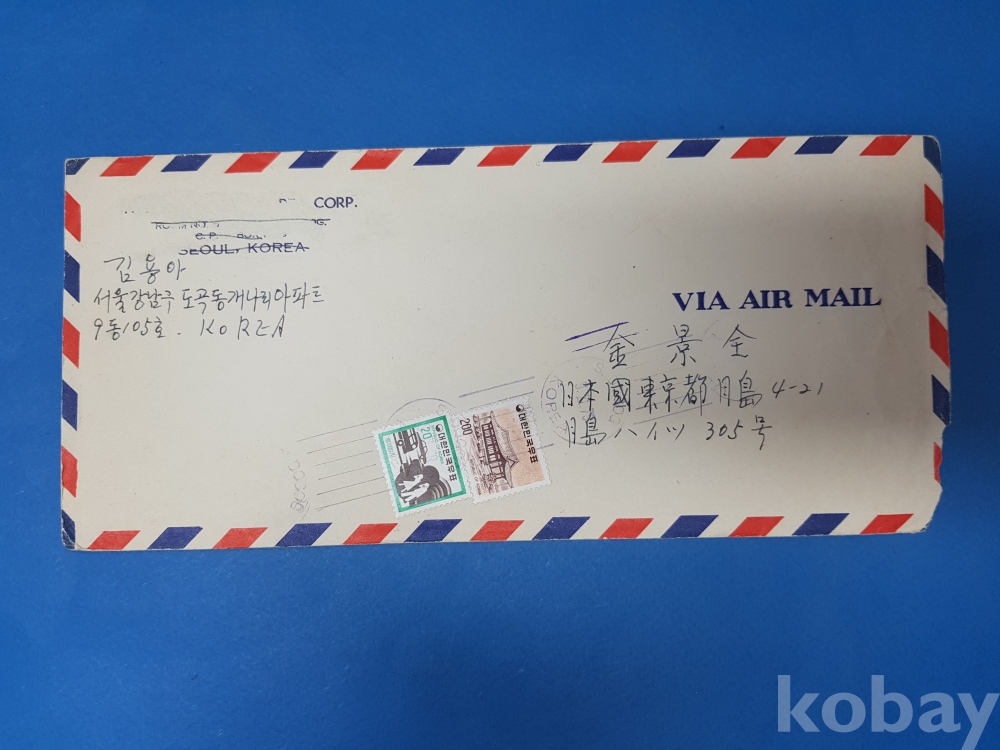 CORP.
SEOUL, KOREA
김용아
서울강남구 도곡동개나리아파트
9동105호. KOREA
VIA AIR MAIL
金景全
日本國東京都月島4-21
月島ハイツ 305号
대한민국우표
20
대한민국우표
200
kobay